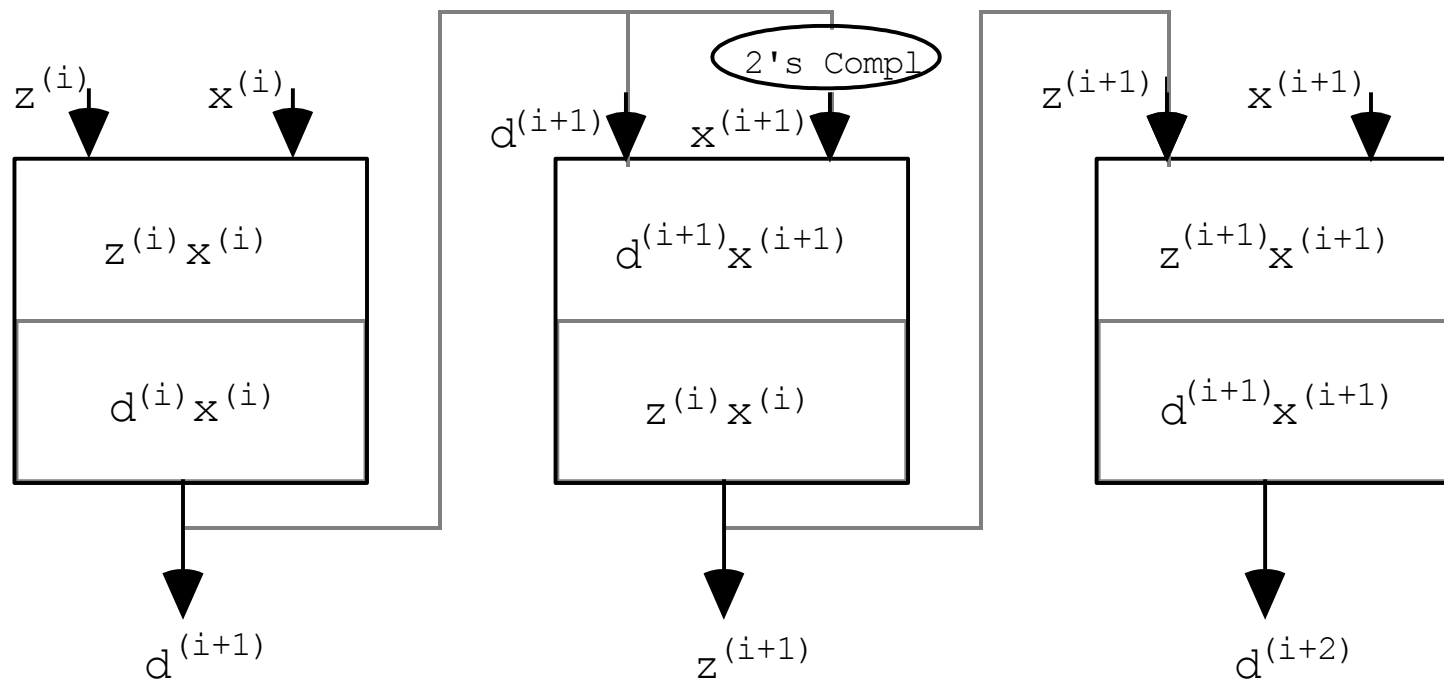 2's Compl
z(i) x(i) d(i+1) x(i+1) z(i+1) x(i+1)
z(i)x(i) d(i+1)x(i+1) z(i+1)x(i+1)
d(i)x(i) z(i)x(i) d(i+1)x(i+1)
d(i+1) z(i+1) d(i+2)